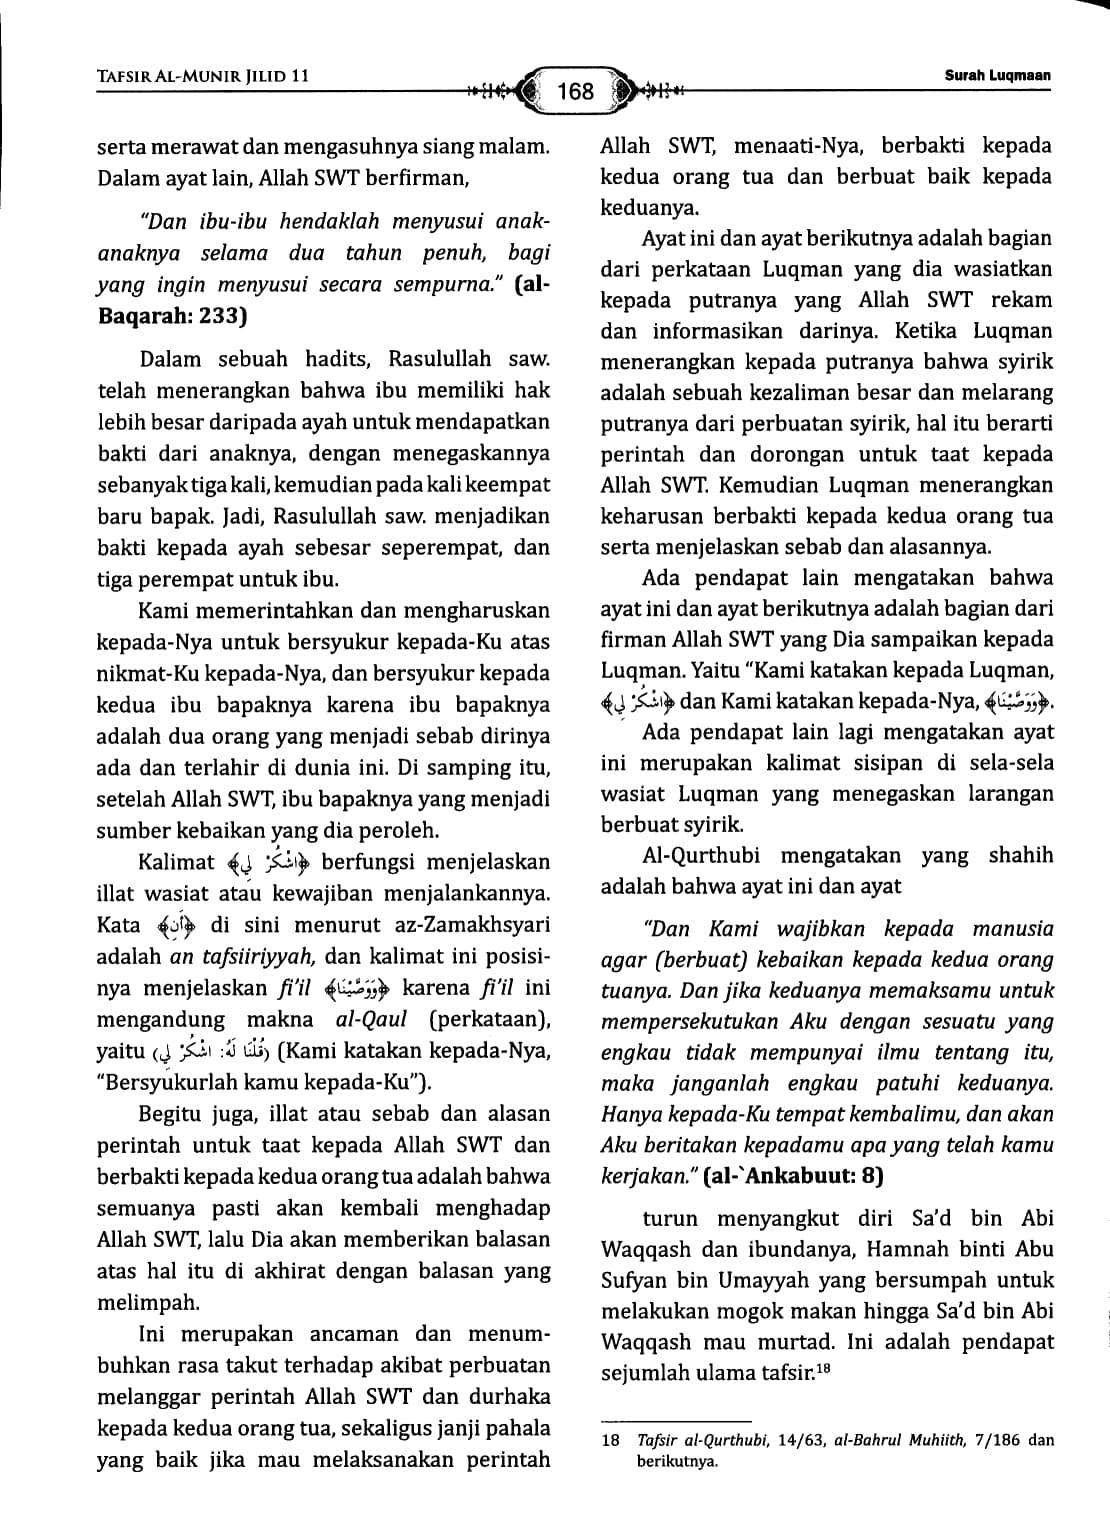 TAFSIR AL-MUNIR JILID 11
168
Surah Luqmaan
serta merawat dan mengasuhnya siang malam.
Dalam ayat lain, Allah SWT berfirman,
“Dan ibu-ibu hendaklah menyusui anak-
anaknya selama dua tahun penuh, bagi
yang ingin menyusui secara sempurna.” (al-
Baqarah: 233)
Dalam sebuah hadits, Rasulullah saw.
telah menerangkan bahwa ibu memiliki hak
lebih besar daripada ayah untuk mendapatkan
bakti dari anaknya, dengan menegaskannya
sebanyak tiga kali, kemudian pada kali keempat
baru bapak. Jadi, Rasulullah saw. menjadikan
bakti kepada ayah sebesar seperempat, dan
tiga perempat untuk ibu.
Kami memerintahkan dan mengharuskan
kepada-Nya untuk bersyukur kepada-Ku atas
nikmat-Ku kepada-Nya, dan bersyukur kepada
kedua ibu bapaknya karena ibu bapaknya
adalah dua orang yang menjadi sebab dirinya
ada dan terlahir di dunia ini. Di samping itu,
setelah Allah SWT, ibu bapaknya yang menjadi
sumber kebaikan yang dia peroleh.
Kalimat ﴿اشْكُرْ لِي﴾ berfungsi menjelaskan
illat wasiat atau kewajiban menjalankannya.
Kata ﴿أَنِ﴾ di sini menurut az-Zamakhsyari
adalah an tafsiiriyyah, dan kalimat ini posisi-
nya menjelaskan fi’il ﴿وَوَصَّيْنَا﴾ karena fi’il ini
mengandung makna al-Qaul (perkataan),
yaitu (قُلْنَا لَهُ: اشْكُرْ لِي) (Kami katakan kepada-Nya,
“Bersyukurlah kamu kepada-Ku”).
Begitu juga, illat atau sebab dan alasan
perintah untuk taat kepada Allah SWT dan
berbakti kepada kedua orang tua adalah bahwa
semuanya pasti akan kembali menghadap
Allah SWT, lalu Dia akan memberikan balasan
atas hal itu di akhirat dengan balasan yang
melimpah.
Ini merupakan ancaman dan menum-
buhkan rasa takut terhadap akibat perbuatan
melanggar perintah Allah SWT dan durhaka
kepada kedua orang tua, sekaligus janji pahala
yang baik jika mau melaksanakan perintah
Allah SWT, menaati-Nya, berbakti kepada
kedua orang tua dan berbuat baik kepada
keduanya.
Ayat ini dan ayat berikutnya adalah bagian
dari perkataan Luqman yang dia wasiatkan
kepada putranya yang Allah SWT rekam
dan informasikan darinya. Ketika Luqman
menerangkan kepada putranya bahwa syirik
adalah sebuah kezaliman besar dan melarang
putranya dari perbuatan syirik, hal itu berarti
perintah dan dorongan untuk taat kepada
Allah SWT. Kemudian Luqman menerangkan
keharusan berbakti kepada kedua orang tua
serta menjelaskan sebab dan alasannya.
Ada pendapat lain mengatakan bahwa
ayat ini dan ayat berikutnya adalah bagian dari
firman Allah SWT yang Dia sampaikan kepada
Luqman. Yaitu “Kami katakan kepada Luqman,
﴿اشْكُرْ لِي﴾ dan Kami katakan kepada-Nya, ﴿وَوَصَّيْنَا﴾.
Ada pendapat lain lagi mengatakan ayat
ini merupakan kalimat sisipan di sela-sela
wasiat Luqman yang menegaskan larangan
berbuat syirik.
Al-Qurthubi mengatakan yang shahih
adalah bahwa ayat ini dan ayat
“Dan Kami wajibkan kepada manusia
agar (berbuat) kebaikan kepada kedua orang
tuanya. Dan jika keduanya memaksamu untuk
mempersekutukan Aku dengan sesuatu yang
engkau tidak mempunyai ilmu tentang itu,
maka janganlah engkau patuhi keduanya.
Hanya kepada-Ku tempat kembalimu, dan akan
Aku beritakan kepadamu apa yang telah kamu
kerjakan.” (al-`Ankabuut: 8)
turun menyangkut diri Sa’d bin Abi
Waqqash dan ibundanya, Hamnah binti Abu
Sufyan bin Umayyah yang bersumpah untuk
melakukan mogok makan hingga Sa’d bin Abi
Waqqash mau murtad. Ini adalah pendapat
sejumlah ulama tafsir.18
18 Tafsir al-Qurthubi, 14/63, al-Bahrul Muhiith, 7/186 dan
berikutnya.